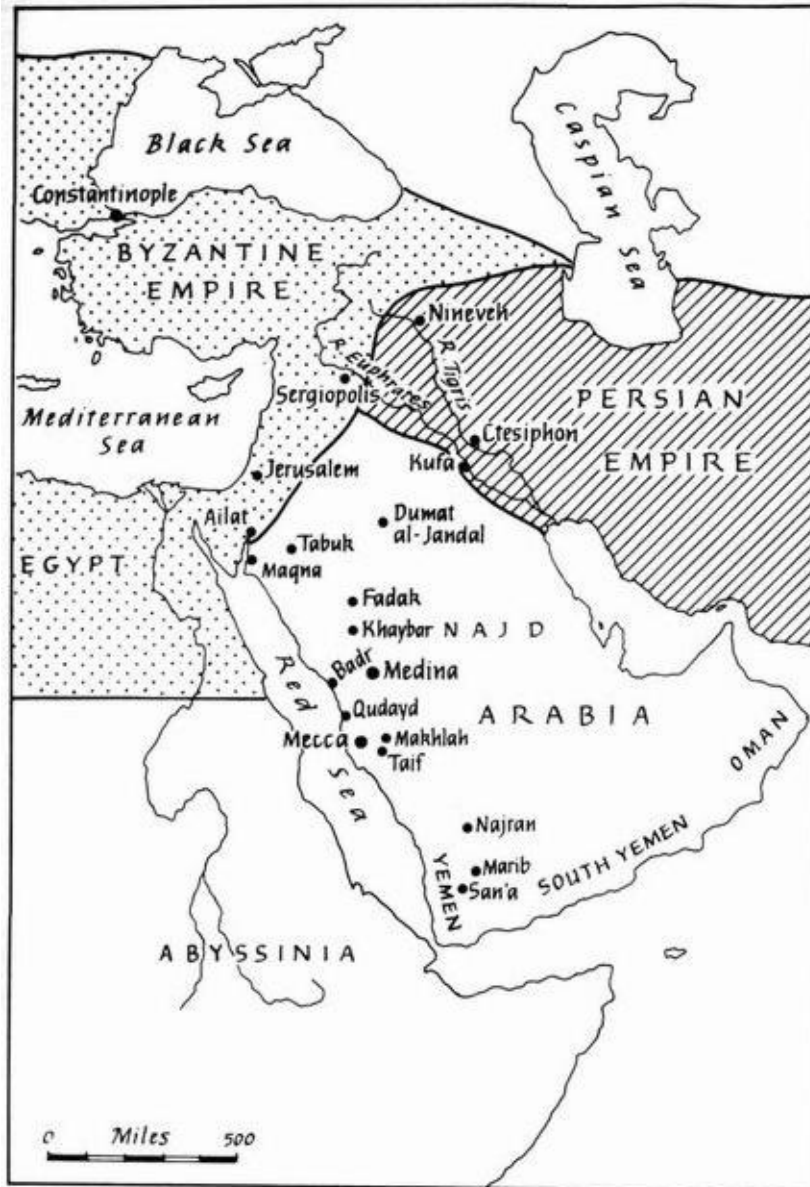 Black Sea
Caspian Sea
Constantinople
BYZANTINE
EMPIRE
Nineveh
R. Tigris
R. Euphrates
Sergiopolis
PERSIAN
EMPIRE
Mediterranean
Sea
Ctesiphon
Jerusalem
Kufa
Dumat
al-Jandal
Ailat
Tabuk
EGYPT
Maqna
Fadak
Khaybar
NAJD
Badr
Medina
Red Sea
Qudayd
ARABIA
Mecca
Makhlah
Taif
OMAN
Najran
YEMEN
Marib
San'a
SOUTH YEMEN
ABYSSINIA
0 Miles 500